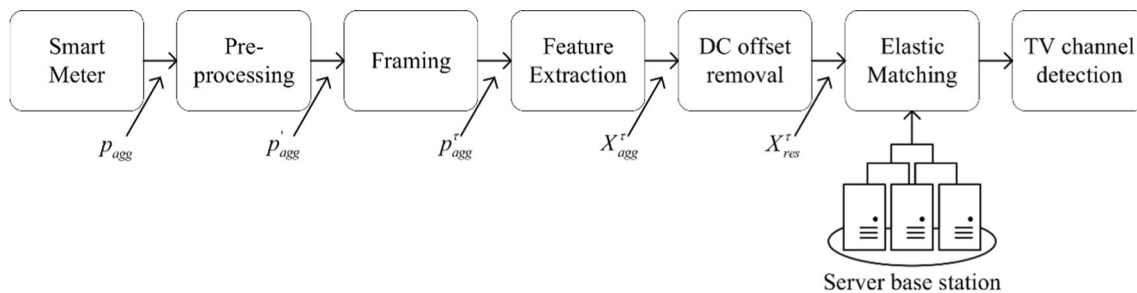 Smart
Meter
Pre-
processing
Framing
Feature
Extraction
DC offset
removal
Elastic
Matching
TV channel
detection
p_agg
p'_agg
p^τ_agg
X^τ_agg
X^τ_res
Server base station